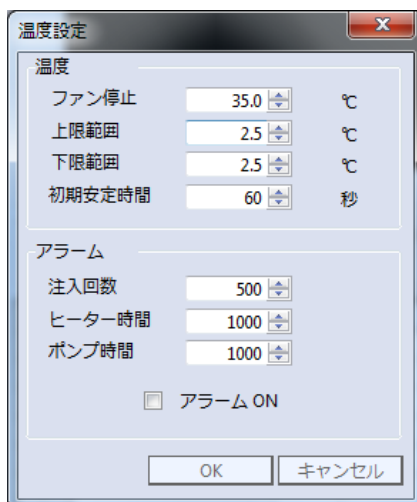 温度設定
温度
ファン停止 35.0 ℃
上限範囲 2.5 ℃
下限範囲 2.5 ℃
初期安定時間 60 秒
アラーム
注入回数 500
ヒーター時間 1000
ポンプ時間 1000
アラーム ON
OK キャンセル